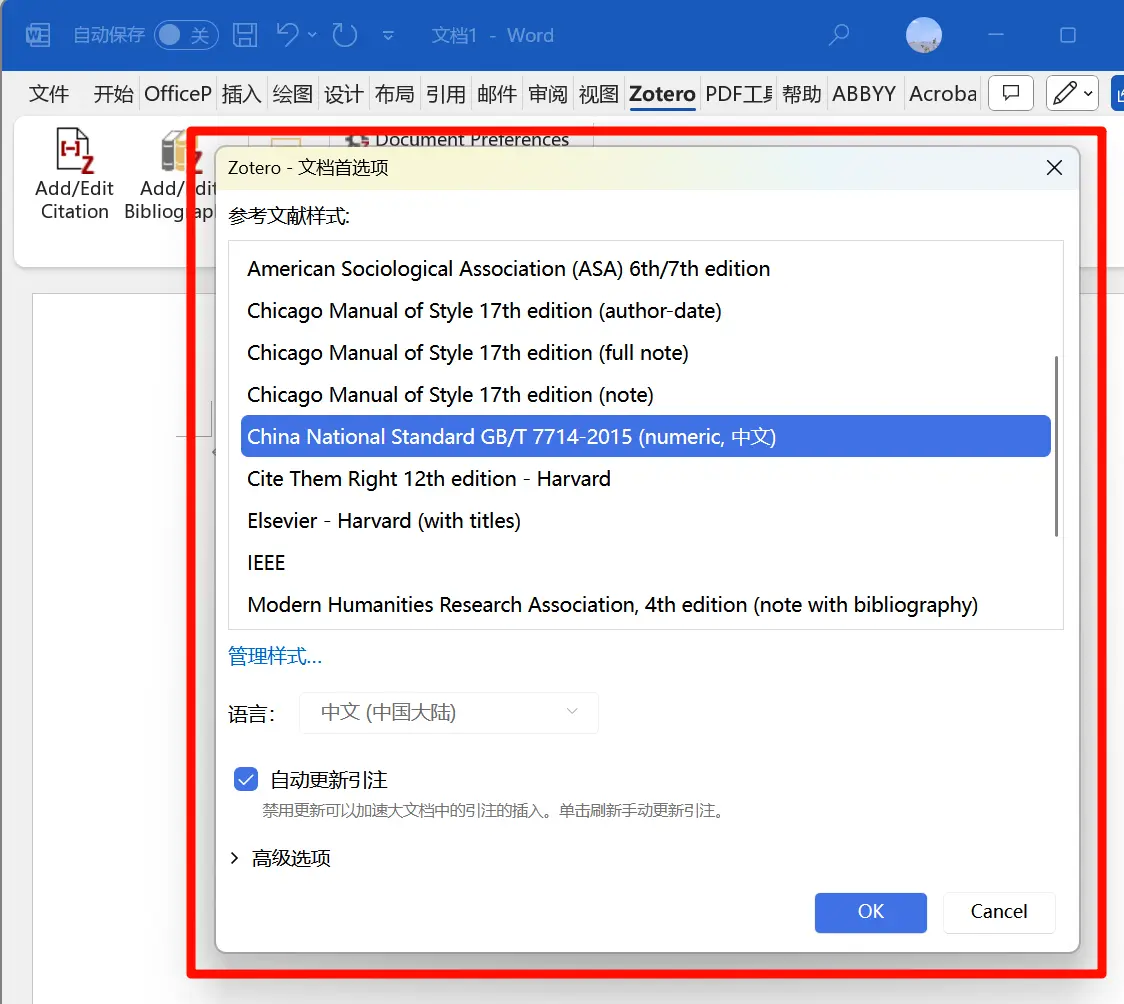 自动保存 关 文档1 - Word
文件 开始 OfficeP 插入 绘图 设计 布局 引用 邮件 审阅 视图 Zotero PDF工具 帮助 ABBYY Acroba
Document Preferences
Add/Edit
Citation
Add/Edit
Bibliograph
Zotero - 文档首选项
参考文献样式:
American Sociological Association (ASA) 6th/7th edition
Chicago Manual of Style 17th edition (author-date)
Chicago Manual of Style 17th edition (full note)
Chicago Manual of Style 17th edition (note)
China National Standard GB/T 7714-2015 (numeric, 中文)
Cite Them Right 12th edition - Harvard
Elsevier - Harvard (with titles)
IEEE
Modern Humanities Research Association, 4th edition (note with bibliography)
管理样式...
语言: 中文 (中国大陆)
自动更新引注
禁用更新可以加速大文档中的引注的插入。单击刷新手动更新引注。
高级选项
OK Cancel